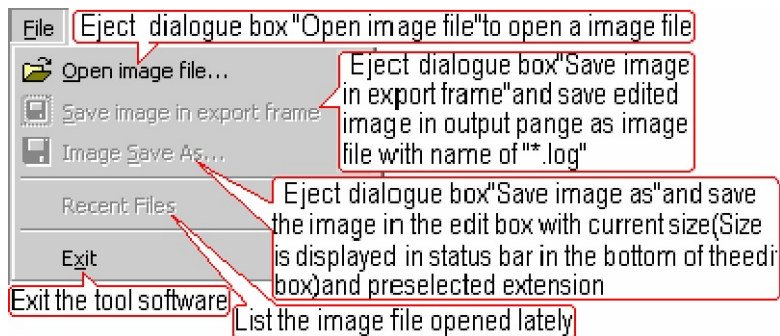 File
Eject dialogue box "Open image file"to open a image file
Open image file...
Eject dialogue box"Save image
in export frame"and save edited
image in output pange as image
file with name of "*.log"
Save image in export frame
Image Save As...
Eject dialogue box"Save image as"and save
the image in the edit box with current size(Size
is displayed in status bar in the bottom of theedi
box)and preselected extension
Recent Files
Exit
Exit the tool software
List the image file opened lately